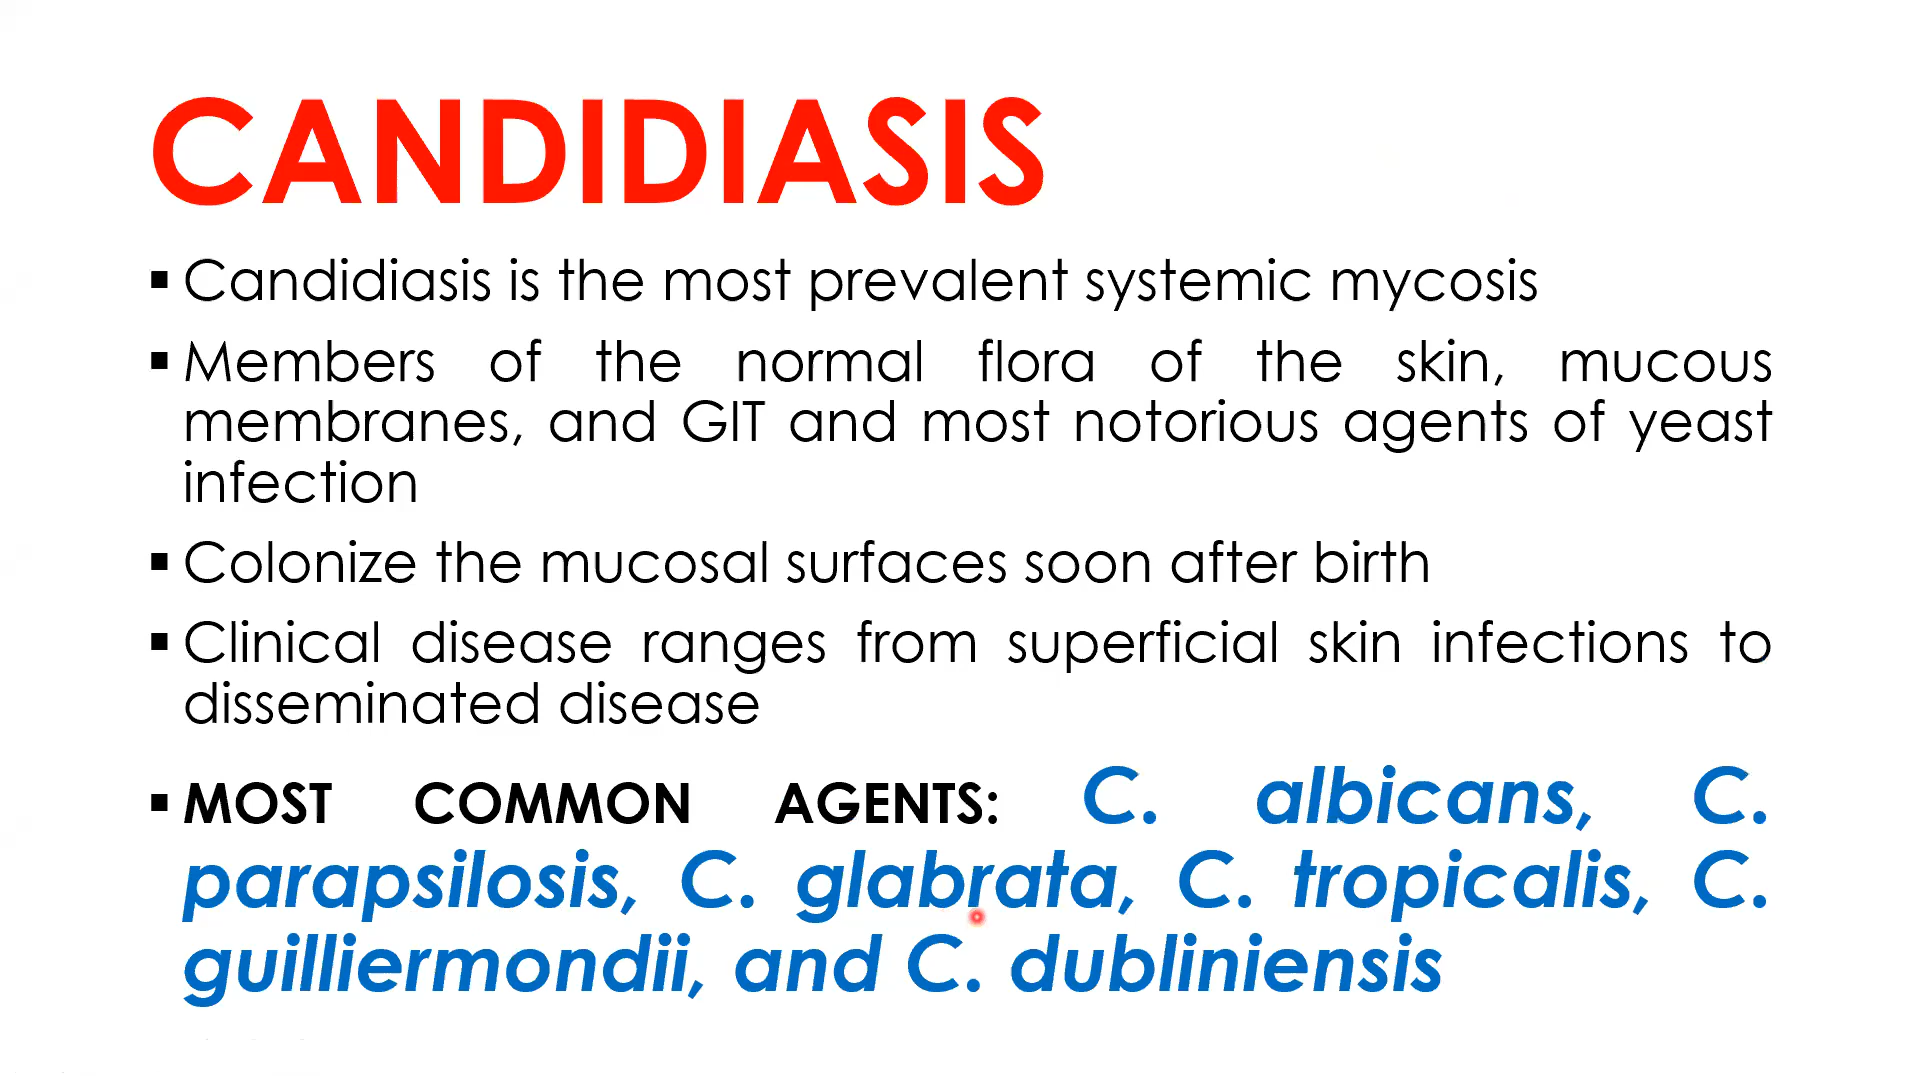 CANDIDIASIS
▪ Candidiasis is the most prevalent systemic mycosis
▪ Members of the normal flora of the skin, mucous
membranes, and GIT and most notorious agents of yeast
infection
▪ Colonize the mucosal surfaces soon after birth
▪ Clinical disease ranges from superficial skin infections to
disseminated disease
▪ MOST COMMON AGENTS: C. albicans, C.
parapsilosis, C. glabrata, C. tropicalis, C.
guilliermondii, and C. dubliniensis